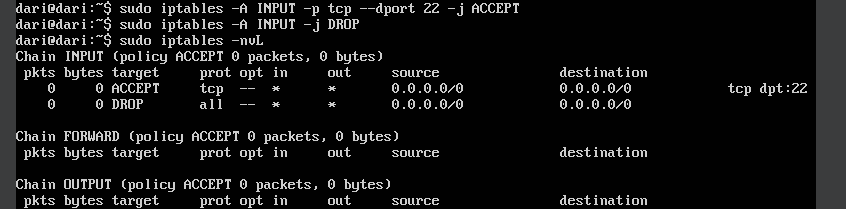 dari@dari:~$ sudo iptables -A INPUT -p tcp --dport 22 -j ACCEPT
dari@dari:~$ sudo iptables -A INPUT -j DROP
dari@dari:~$ sudo iptables -nvL
Chain INPUT (policy ACCEPT 0 packets, 0 bytes)
 pkts bytes target     prot opt in     out     source               destination
    0     0 ACCEPT     tcp  --  *      *       0.0.0.0/0            0.0.0.0/0            tcp dpt:22
    0     0 DROP       all  --  *      *       0.0.0.0/0            0.0.0.0/0
Chain FORWARD (policy ACCEPT 0 packets, 0 bytes)
 pkts bytes target     prot opt in     out     source               destination
Chain OUTPUT (policy ACCEPT 0 packets, 0 bytes)
 pkts bytes target     prot opt in     out     source               destination